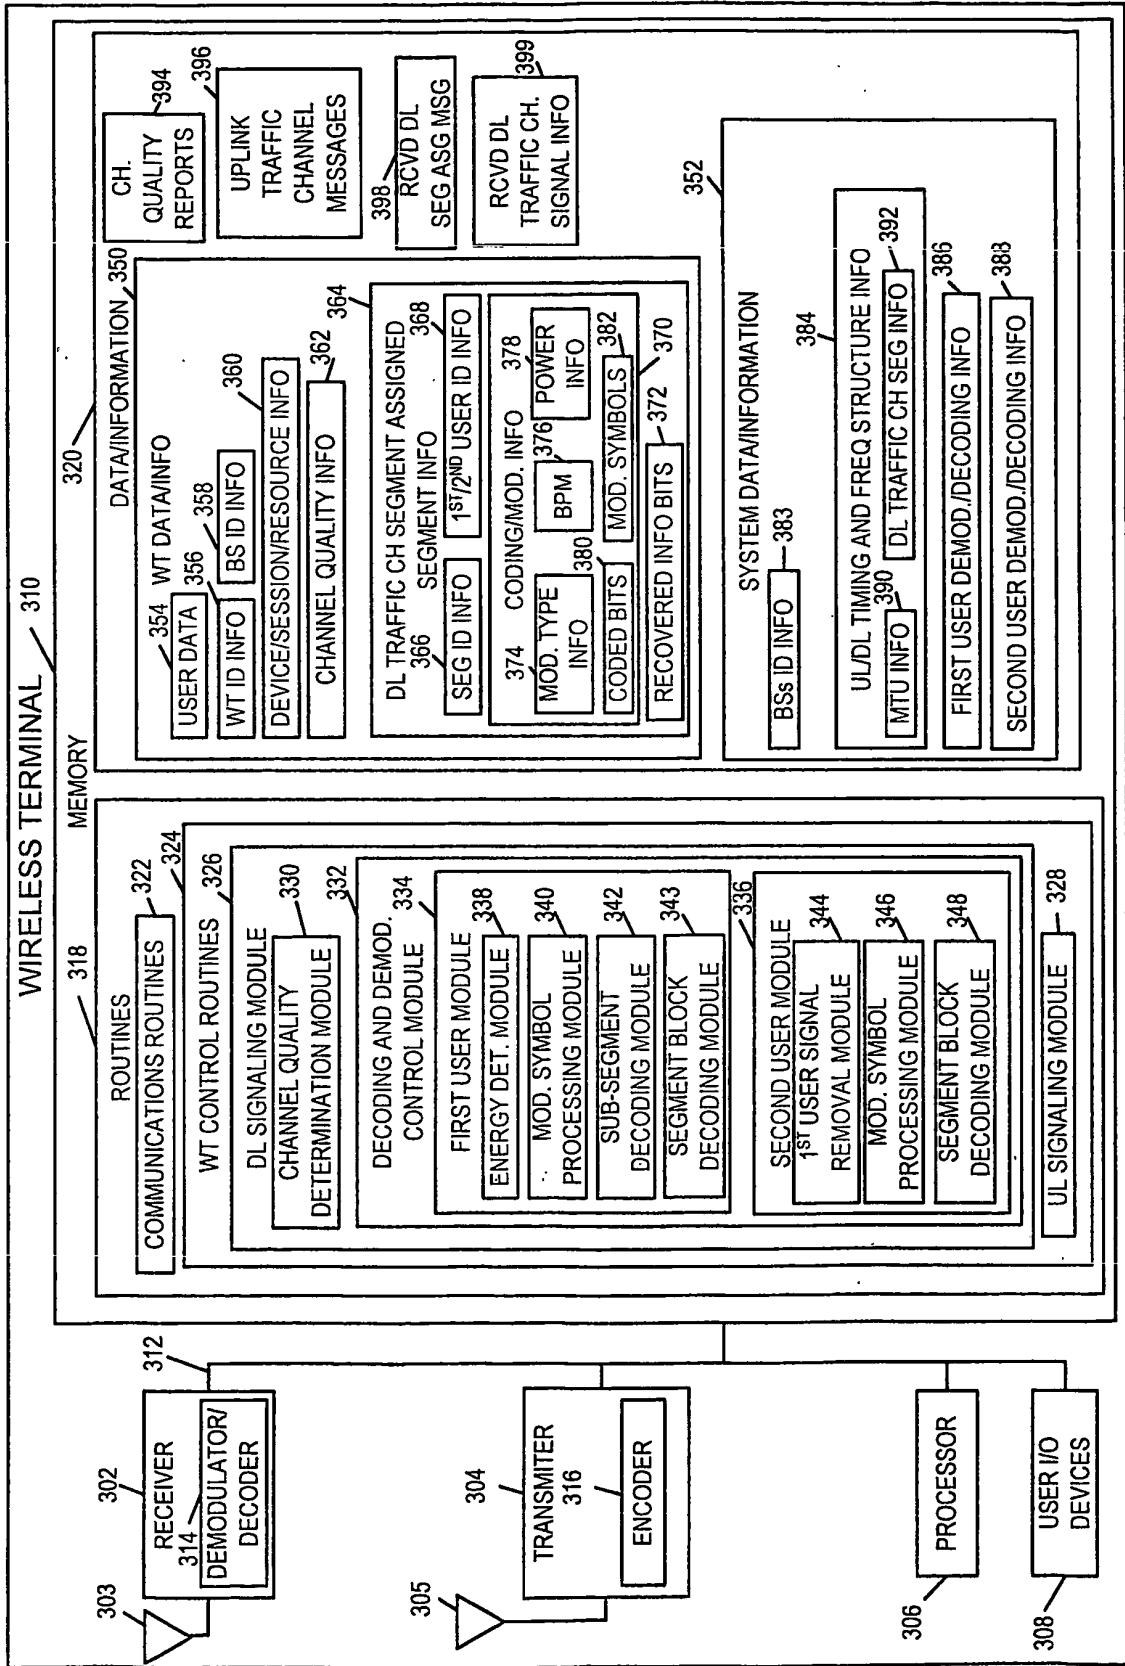 WIRELESS TERMINAL 310
303
302
RECEIVER
314
DEMODULATOR/
DECODER
312
305
304
TRANSMITER
316
ENCODER
306
PROCESSOR
308
USER I/O
DEVICES
318
MEMORY
320
ROUTINES
322
COMMUNICATIONS ROUTINES
324
WT CONTROL ROUTINES
326
DL SIGNALING MODULE
330
CHANNEL QUALITY
DETERMINATION MODULE
332
DECODING AND DEMOD.
CONTROL MODULE
334
FIRST USER MODULE
338
ENERGY DET. MODULE
340
MOD. SYMBOL
PROCESSING MODULE
342
SUB-SEGMENT
DECODING MODULE
343
SEGMENT BLOCK
DECODING MODULE
336
SECOND USER MODULE
344
1ST USER SIGNAL
REMOVAL MODULE
346
MOD. SYMBOL
PROCESSING MODULE
348
SEGMENT BLOCK
DECODING MODULE
328
UL SIGNALING MODULE
DATA/INFORMATION
350
WT DATA/INFO
354
USER DATA
356
WT ID INFO
358
BS ID INFO
360
DEVICE/SESSION/RESOURCE INFO
362
CHANNEL QUALITY INFO
364
DL TRAFFIC CH SEGMENT ASSIGNED
SEGMENT INFO
366
SEG ID INFO
368
1ST/2ND USER ID INFO
370
CODING/MOD. INFO
374
MOD. TYPE
INFO
376
BPM
378
POWER
INFO
380
CODED BITS
382
MOD. SYMBOLS
372
RECOVERED INFO BITS
394
CH.
QUALITY
REPORTS
396
UPLINK
TRAFFIC
CHANNEL
MESSAGES
398
RCVD DL
SEG ASG MSG
399
RCVD DL
TRAFFIC CH.
SIGNAL INFO
352
SYSTEM DATA/INFORMATION
383
BSs ID INFO
384
UL/DL TIMING AND FREQ STRUCTURE INFO
390
MTU INFO
392
DL TRAFFIC CH SEG INFO
386
FIRST USER DEMOD./DECODING INFO
388
SECOND USER DEMOD./DECODING INFO